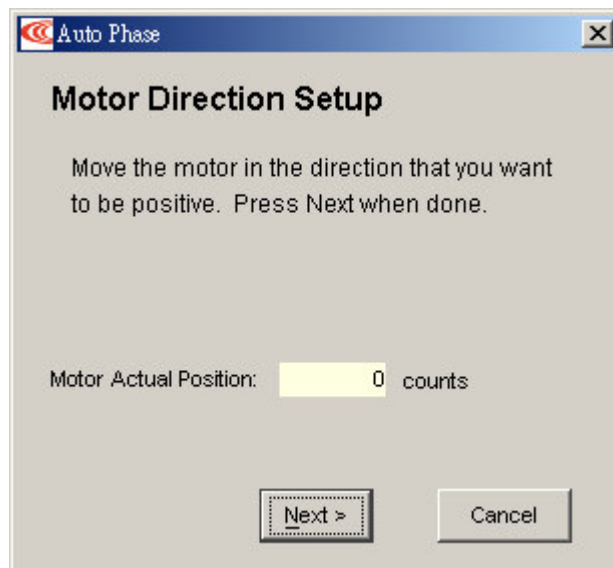 Auto Phase
Motor Direction Setup
Move the motor in the direction that you want
to be positive.  Press Next when done.
Motor Actual Position: 0 counts
Next > Cancel